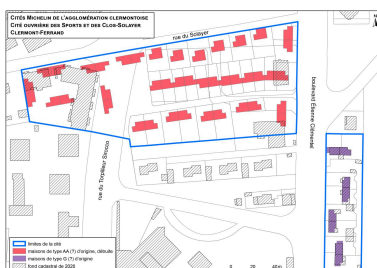 Cités Michelin de l'agglomération clermontoise
Cité ouvrière des Sports et des Clos-Solayer
Clermont-Ferrand
rue du Solayer
boulevard Étienne Clémentel
rue du Torpilleur Sirocco
limites de la cité
maisons de type AA (?) d'origine, détruite
maisons de type G (?) d'origine
fond cadastral de 2020
0 20 40m